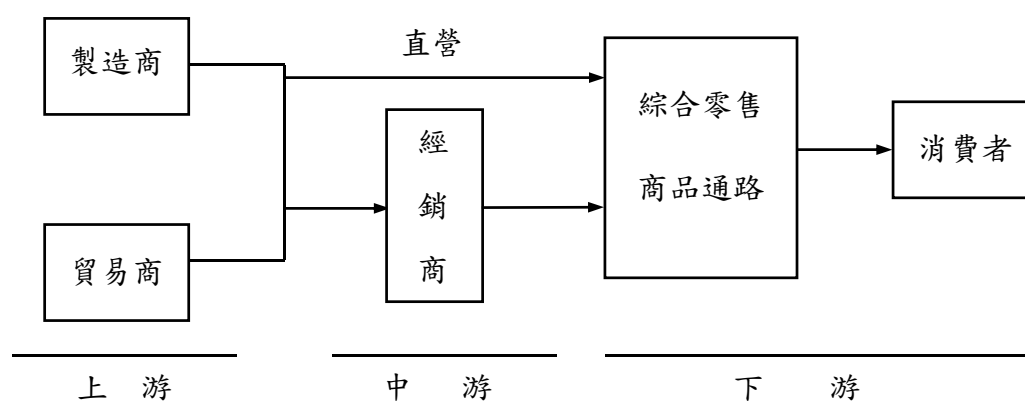 製造商
直營
綜合零售
商品通路
經
銷
商
消費者
貿易商
上 游
中 游
下 游